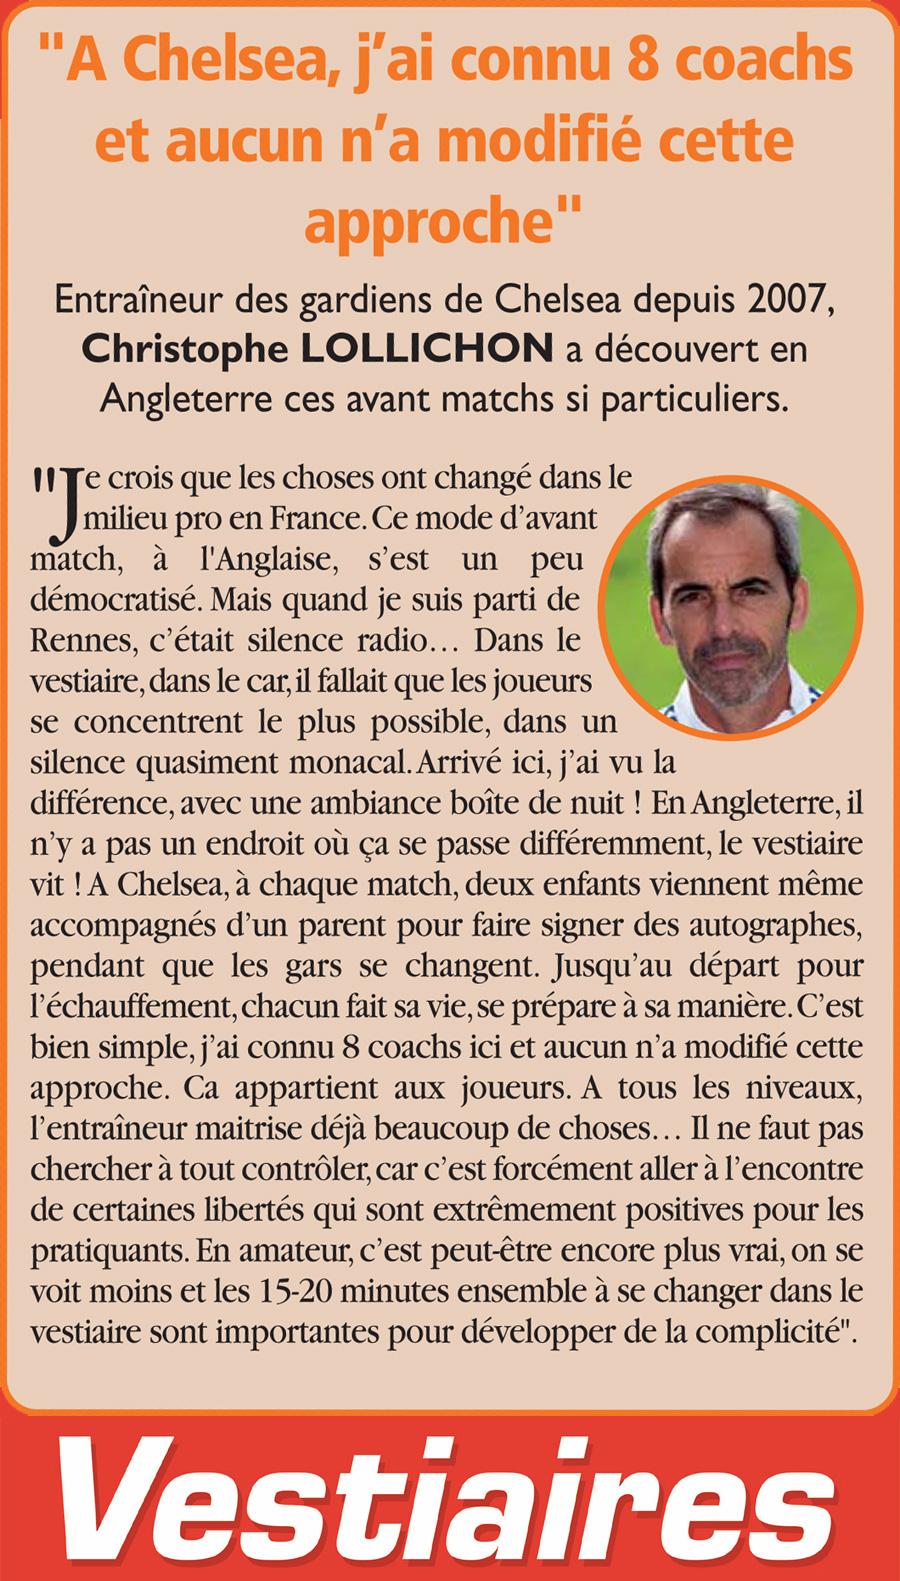 "A Chelsea, j'ai connu 8 coachs
et aucun n'a modifié cette
approche"
Entraîneur des gardiens de Chelsea depuis 2007,
Christophe LOLLICHON a découvert en
Angleterre ces avant matchs si particuliers.
"Je crois que les choses ont changé dans le
milieu pro en France. Ce mode d'avant
match, à l'Anglaise, s'est un peu
démocratisé. Mais quand je suis parti de
Rennes, c'était silence radio... Dans le
vestiaire, dans le car, il fallait que les joueurs
se concentrent le plus possible, dans un
silence quasiment monacal. Arrivé ici, j'ai vu la
différence, avec une ambiance boîte de nuit ! En Angleterre, il
n'y a pas un endroit où ça se passe différemment, le vestiaire
vit ! A Chelsea, à chaque match, deux enfants viennent même
accompagnés d'un parent pour faire signer des autographes,
pendant que les gars se changent. Jusqu'au départ pour
l'échauffement, chacun fait sa vie, se prépare à sa manière. C'est
bien simple, j'ai connu 8 coachs ici et aucun n'a modifié cette
approche. Ca appartient aux joueurs. A tous les niveaux,
l'entraîneur maitrise déjà beaucoup de choses... Il ne faut pas
chercher à tout contrôler, car c'est forcément aller à l'encontre
de certaines libertés qui sont extrêmement positives pour les
pratiquants. En amateur, c'est peut-être encore plus vrai, on se
voit moins et les 15-20 minutes ensemble à se changer dans le
vestiaire sont importantes pour développer de la complicité".
Vestiaires